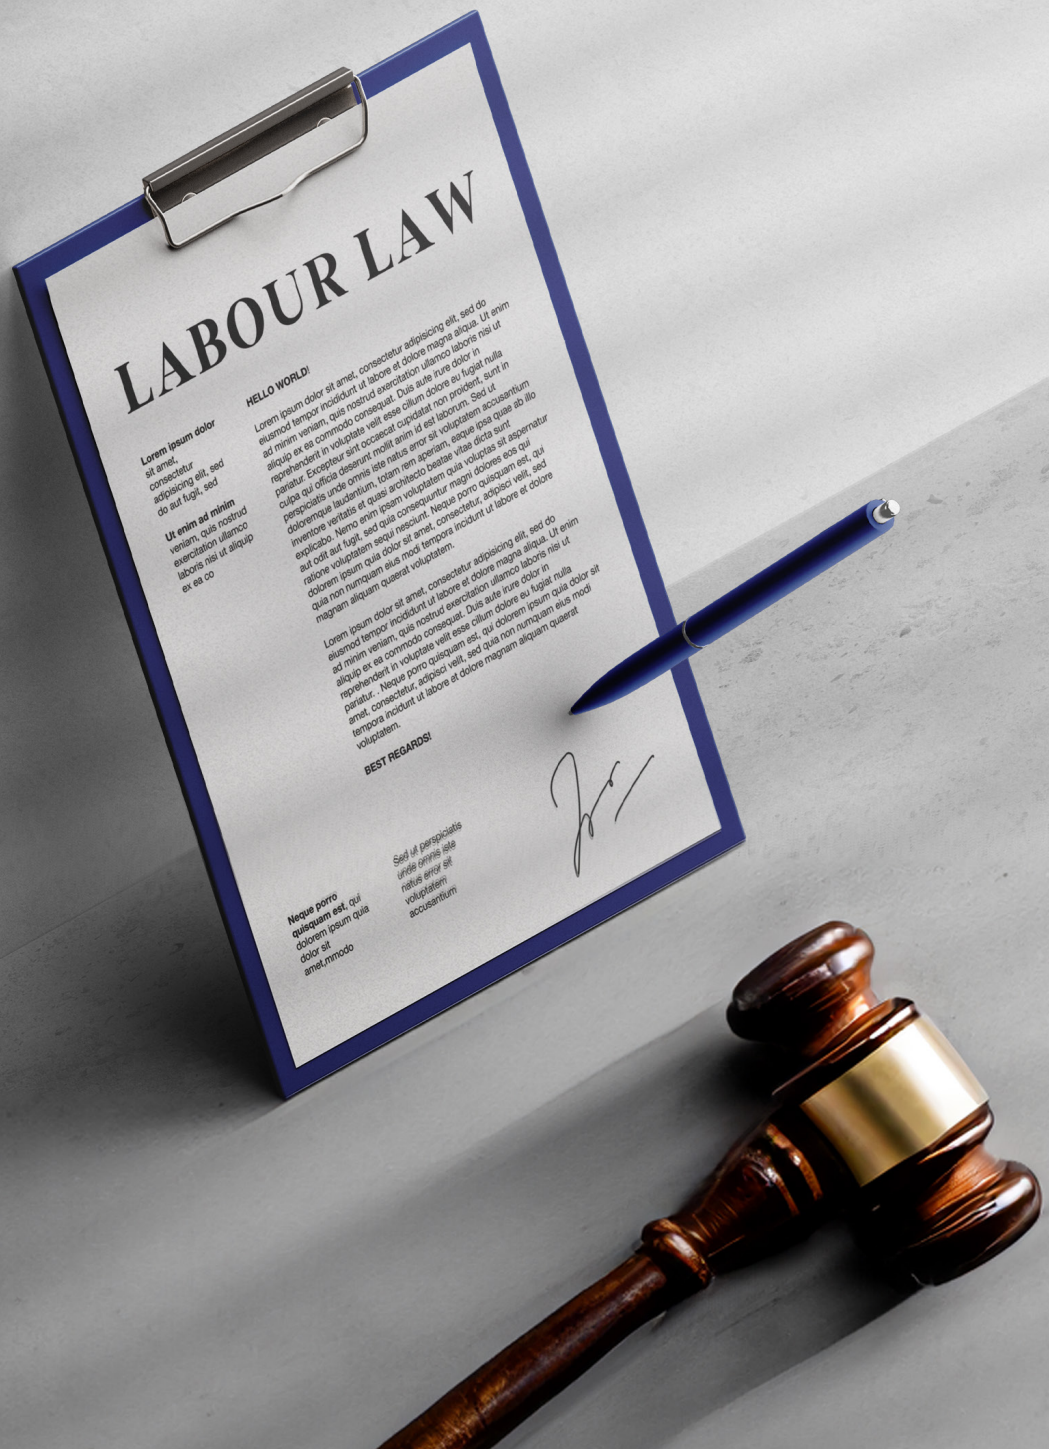 LABOUR LAW
HELLO WORLD!
Lorem ipsum dolor sit amet, consectetur adipisicing elit, sed do
eiusmod tempor incididunt ut labore et dolore magna aliqua. Ut enim
ad minim veniam, quis nostrud exercitation ullamco laboris nisi ut
aliquip ex ea commodo consequat. Duis aute irure dolor in
reprehenderit in voluptate velit esse cillum dolore eu fugiat nulla
pariatur. Excepteur sint occaecat cupidatat non proident, sunt in
culpa qui officia deserunt mollit anim id est laborum. Sed ut
perspiciatis unde omnis iste natus error sit voluptatem accusantium
doloremque laudantium, totam rem aperiam, eaque ipsa quae ab illo
inventore veritatis et quasi architecto beatae vitae dicta sunt
explicabo. Nemo enim ipsam voluptatem quia voluptas sit aspernatur
aut odit aut fugit, sed quia consequuntur magni dolores eos qui
ratione voluptatem sequi nesciunt. Neque porro quisquam est, qui
dolorem ipsum quia dolor sit amet, consectetur, adipisci velit, sed
quia non numquam eius modi tempora incidunt ut labore et dolore
magnam aliquam quaerat voluptatem.
Lorem ipsum dolor sit amet, consectetur adipisicing elit, sed do
eiusmod tempor incididunt ut labore et dolore magna aliqua. Ut enim
ad minim veniam, quis nostrud exercitation ullamco laboris nisi ut
aliquip ex ea commodo consequat. Duis aute irure dolor in
reprehenderit in voluptate velit esse cillum dolore eu fugiat nulla
pariatur. . Neque porro quisquam est, qui dolorem ipsum quia dolor sit
amet, consectetur, adipisci velit, sed quia non numquam eius modi
tempora incidunt ut labore et dolore magnam aliquam quaerat
voluptatem.
BEST REGARDS!
Lorem ipsum dolor
sit amet,
consectetur
adipisicing elit, sed
do aut fugit, sed
Ut enim ad minim
veniam, quis nostrud
exercitation ullamco
laboris nisi ut aliquip
ex ea co
Neque porro
quisquam est, qui
dolorem ipsum quia
dolor sit
amet,mmodo
Sed ut perspiciatis
unde omnis iste
natus error sit
voluptatem
accusantium